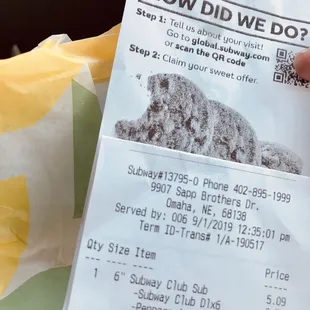 HOW DID WE DO?
Step 1: Tell us about your visit!
Go to global.subway.com
or scan the QR code
Step 2: Claim your sweet offer.
Subway#13795-0 Phone 402-895-1999
9907 Sapp Brothers Dr.
Omaha, NE, 68138
Served by: 006 9/1/2019 12:35:01 pm
Term ID-Trans# 1/A-190517
Qty Size Item Price
1 6" Subway Club Sub 5.09
-Subway Club Dlx6